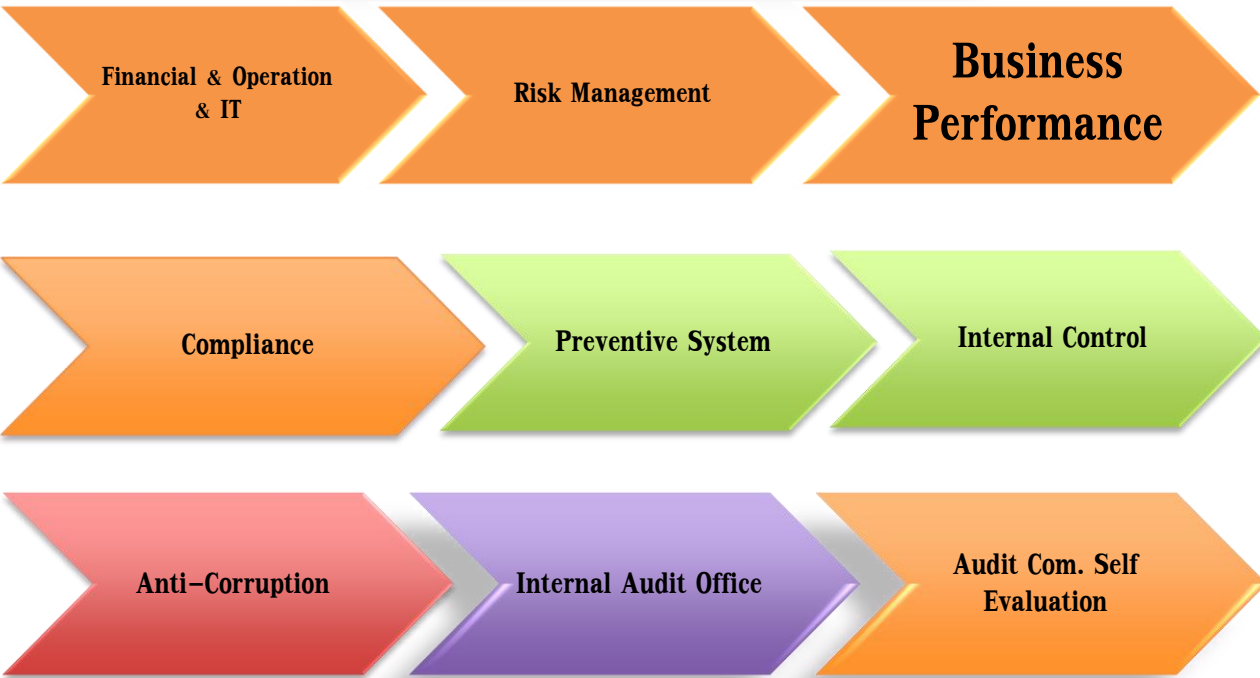 Financial & Operation
& IT
Risk Management
Business
Performance
Compliance
Preventive System
Internal Control
Anti-Corruption
Internal Audit Office
Audit Com. Self
Evaluation